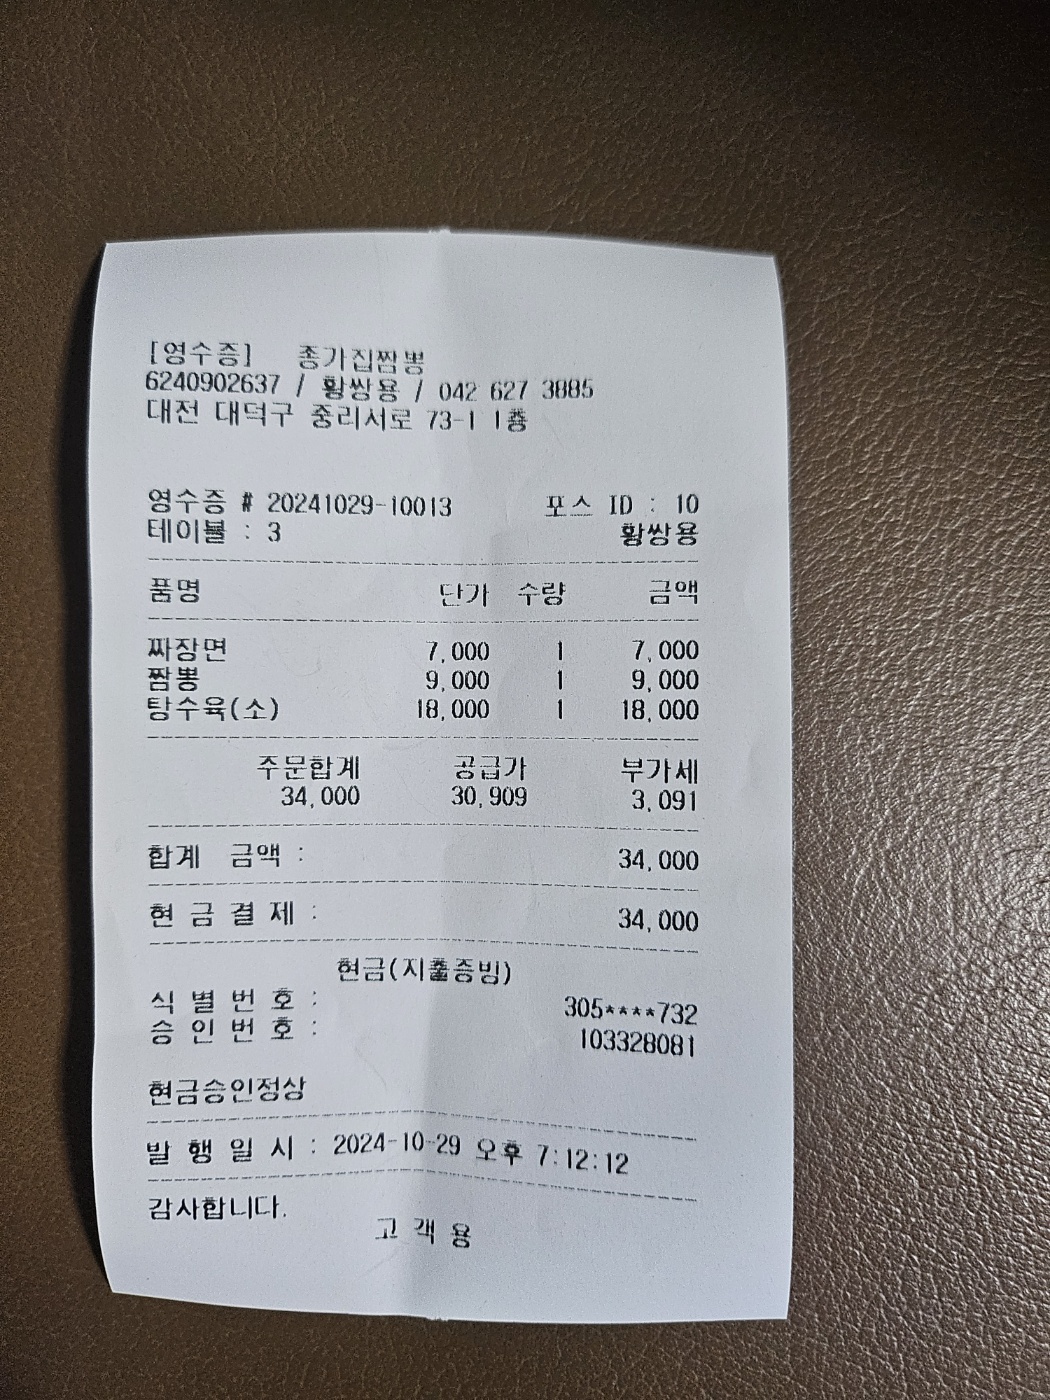 [영수증] 종가집짬뽕
6240902637 / 황쌍용 / 042 627 3885
대전 대덕구 중리서로 73-1 1층
영수증 # 20241029-10013 포스 ID : 10
테이블 : 3 황쌍용
품명 단가 수량 금액
짜장면 7,000 1 7,000
짬뽕 9,000 1 9,000
탕수육(소) 18,000 1 18,000
주문합계 공급가 부가세
34,000 30,909 3,091
합계 금액 : 34,000
현 금 결 제 : 34,000
현금(지출증빙)
식 별 번 호 : 305****732
승 인 번 호 : 103328081
현금승인정상
발 행 일 시 : 2024-10-29 오후 7:12:12
감사합니다.
고 객 용